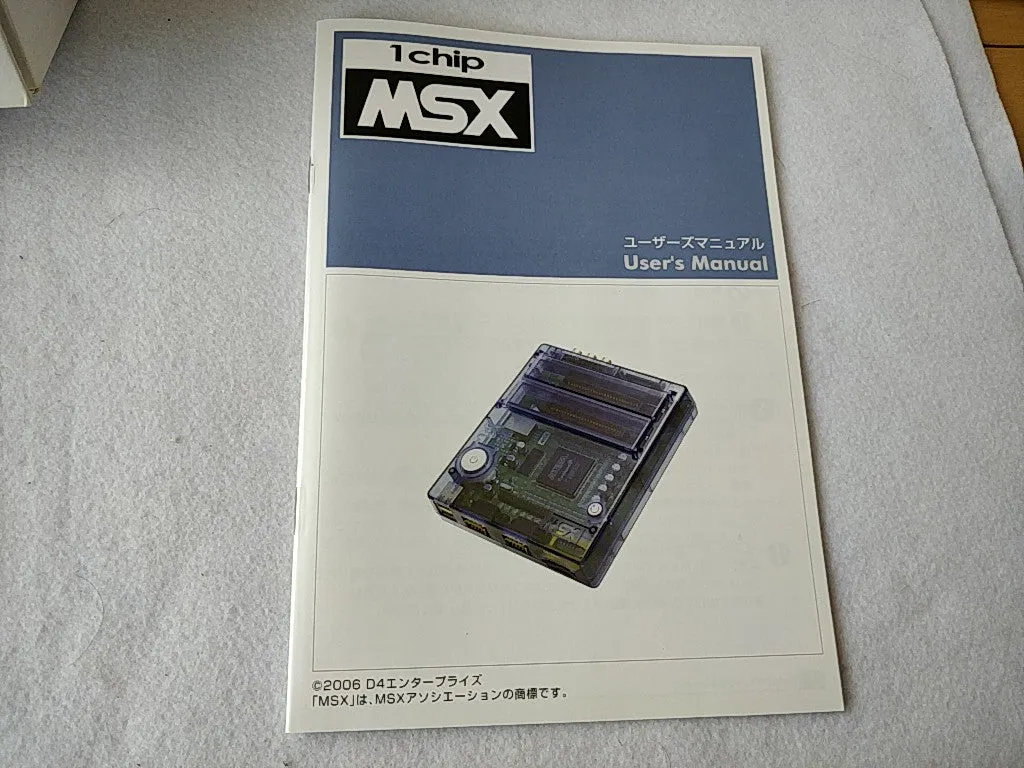 1chip
MSX
ユーザーズマニュアル
User's Manual
©2006 D4エンタープライズ
「MSX」は、MSXアソシエーションの商標です。